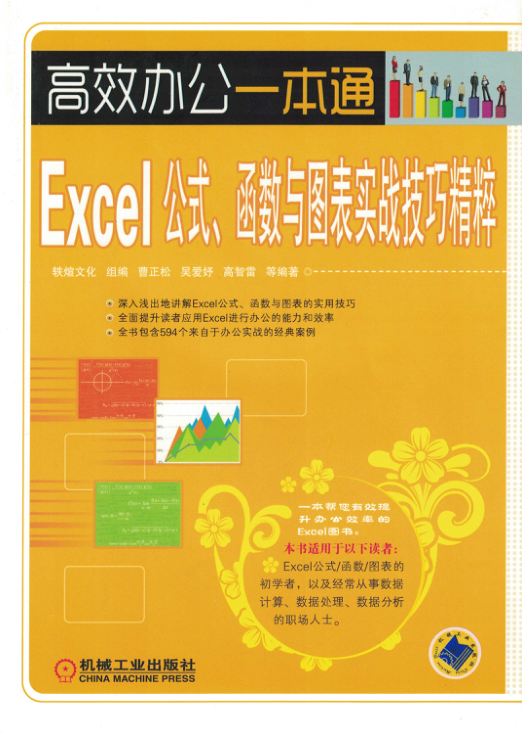 高效办公一本通
Excel 公式、函数与图表实战技巧精粹
轶煊文化 组编 曹正松 吴爱妤 高智雷 等编著
深入浅出地讲解Excel公式、函数与图表的实用技巧
全面提升读者应用Excel进行办公的能力和效率
全书包含594个来自于办公实战的经典案例
一本帮您有效提
升办公效率的
Excel图书。
本书适用于以下读者：
Excel公式/函数/图表的
初学者，以及经常从事数据
计算、数据处理、数据分析
的职场人士。
机械工业出版社
CHINA MACHINE PRESS